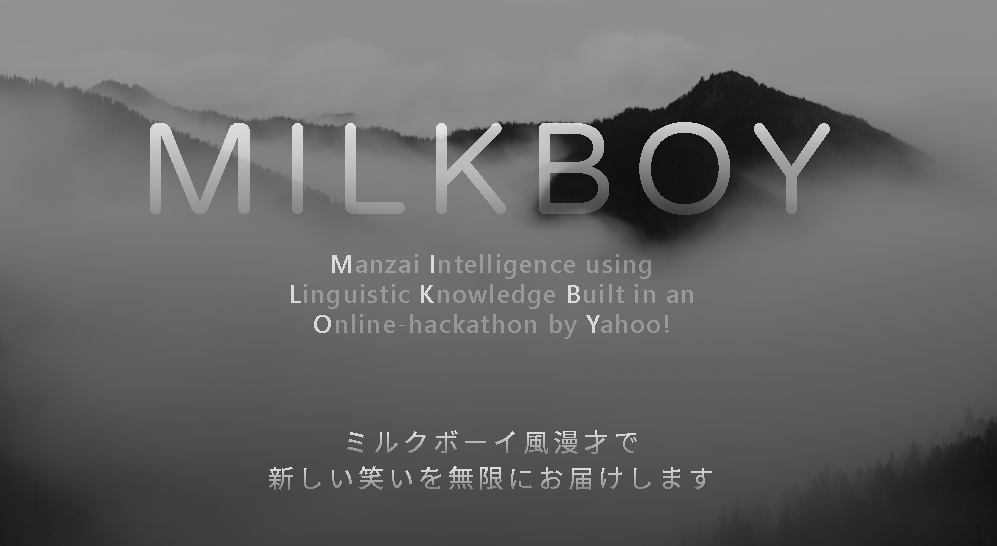 MILKBOY
Manzai Intelligence using
Linguistic Knowledge Built in an
Online-hackathon by Yahoo!
ミルクボーイ風漫才で
新しい笑いを無限にお届けします